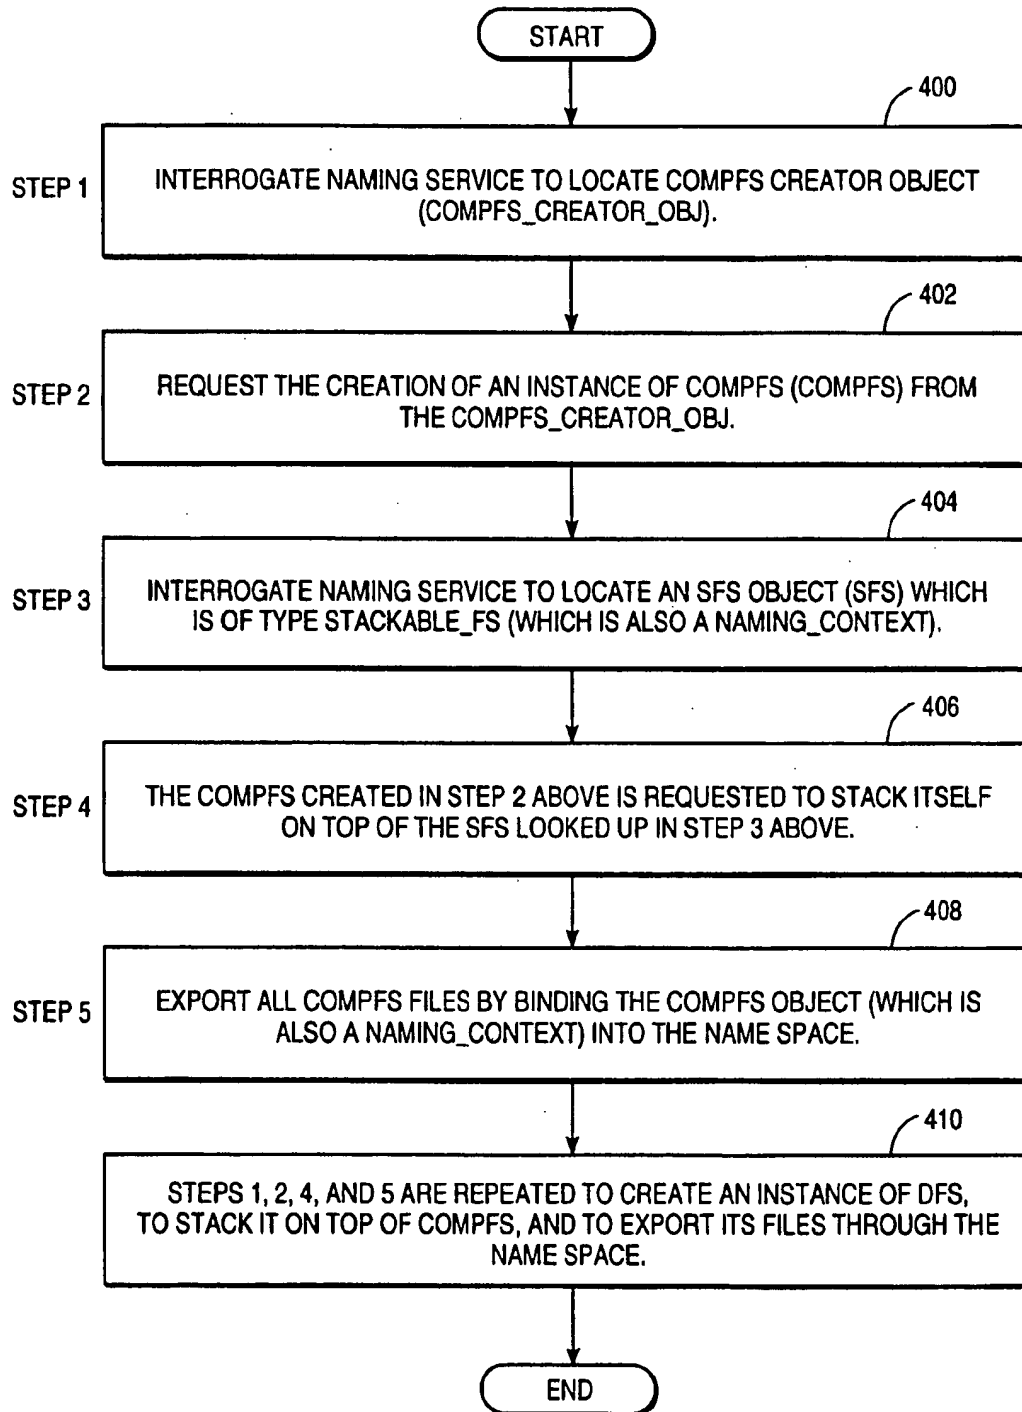 START
400
STEP 1
INTERROGATE NAMING SERVICE TO LOCATE COMPFS CREATOR OBJECT
(COMPFS_CREATOR_OBJ).
402
STEP 2
REQUEST THE CREATION OF AN INSTANCE OF COMPFS (COMPFS) FROM
THE COMPFS_CREATOR_OBJ.
404
STEP 3
INTERROGATE NAMING SERVICE TO LOCATE AN SFS OBJECT (SFS) WHICH
IS OF TYPE STACKABLE_FS (WHICH IS ALSO A NAMING_CONTEXT).
406
STEP 4
THE COMPFS CREATED IN STEP 2 ABOVE IS REQUESTED TO STACK ITSELF
ON TOP OF THE SFS LOOKED UP IN STEP 3 ABOVE.
408
STEP 5
EXPORT ALL COMPFS FILES BY BINDING THE COMPFS OBJECT (WHICH IS
ALSO A NAMING_CONTEXT) INTO THE NAME SPACE.
410
STEPS 1, 2, 4, AND 5 ARE REPEATED TO CREATE AN INSTANCE OF DFS,
TO STACK IT ON TOP OF COMPFS, AND TO EXPORT ITS FILES THROUGH THE
NAME SPACE.
END